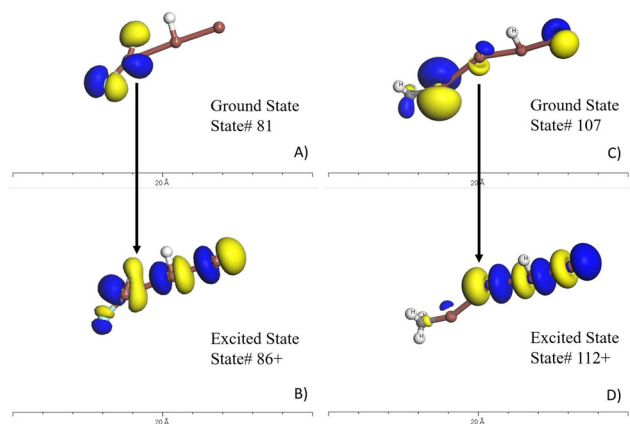 Ground State
State# 81
A)
20 Å
H
H
Ground State
State# 107
C)
20 Å
Excited State
State# 86+
B)
20 Å
H
H
H
H
Excited State
State# 112+
D)
20 Å